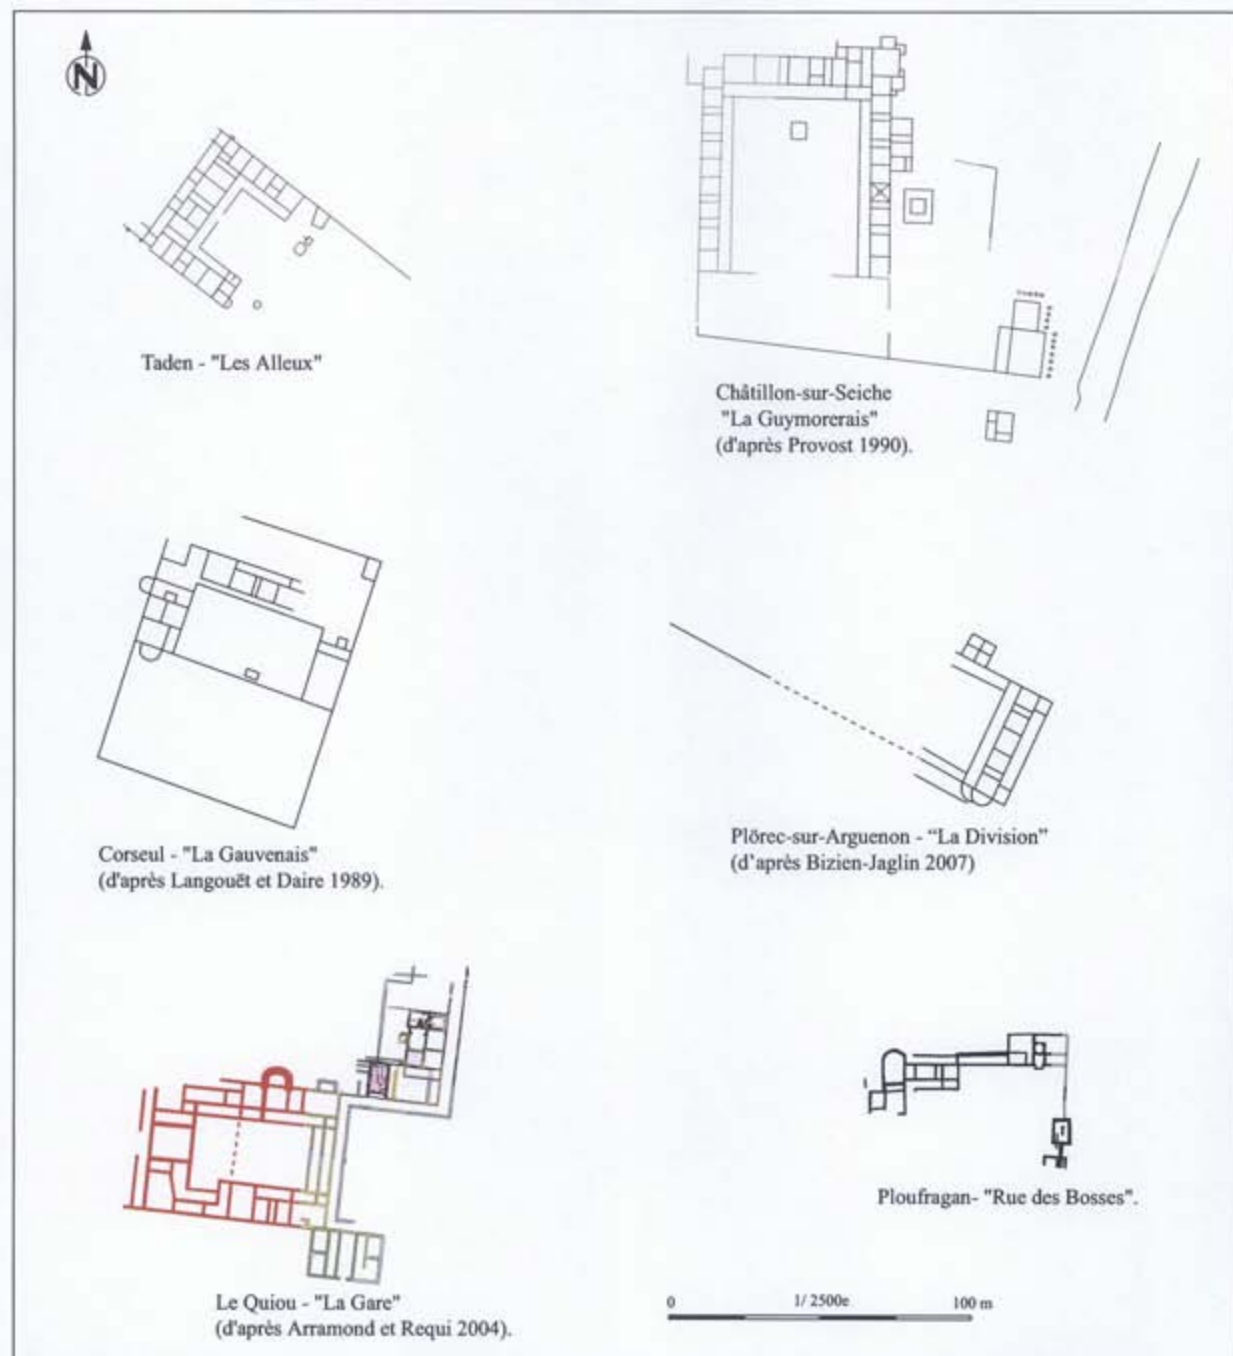 N
Taden - "Les Alleux"
Châtillon-sur-Seiche
"La Guymorerais"
(d'après Provost 1990).
Corseul - "La Gauvenais"
(d'après Langouët et Daire 1989).
Plörec-sur-Arguenon - “La Division”
(d’après Bizien-Jaglin 2007)
Le Quiou - "La Gare"
(d'après Arramond et Requi 2004).
Ploufragan- "Rue des Bosses".
0 1/ 2500e 100 m